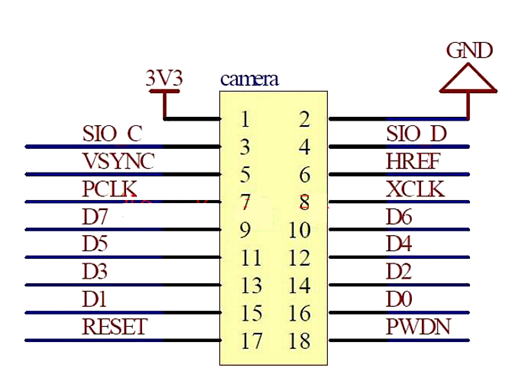 GND
3V3 camera
1 2
SIO_C 3 4 SIO_D
VSYNC 5 6 HREF
PCLK 7 8 XCLK
D7 9 10 D6
D5 11 12 D4
D3 13 14 D2
D1 15 16 D0
RESET 17 18 PWDN